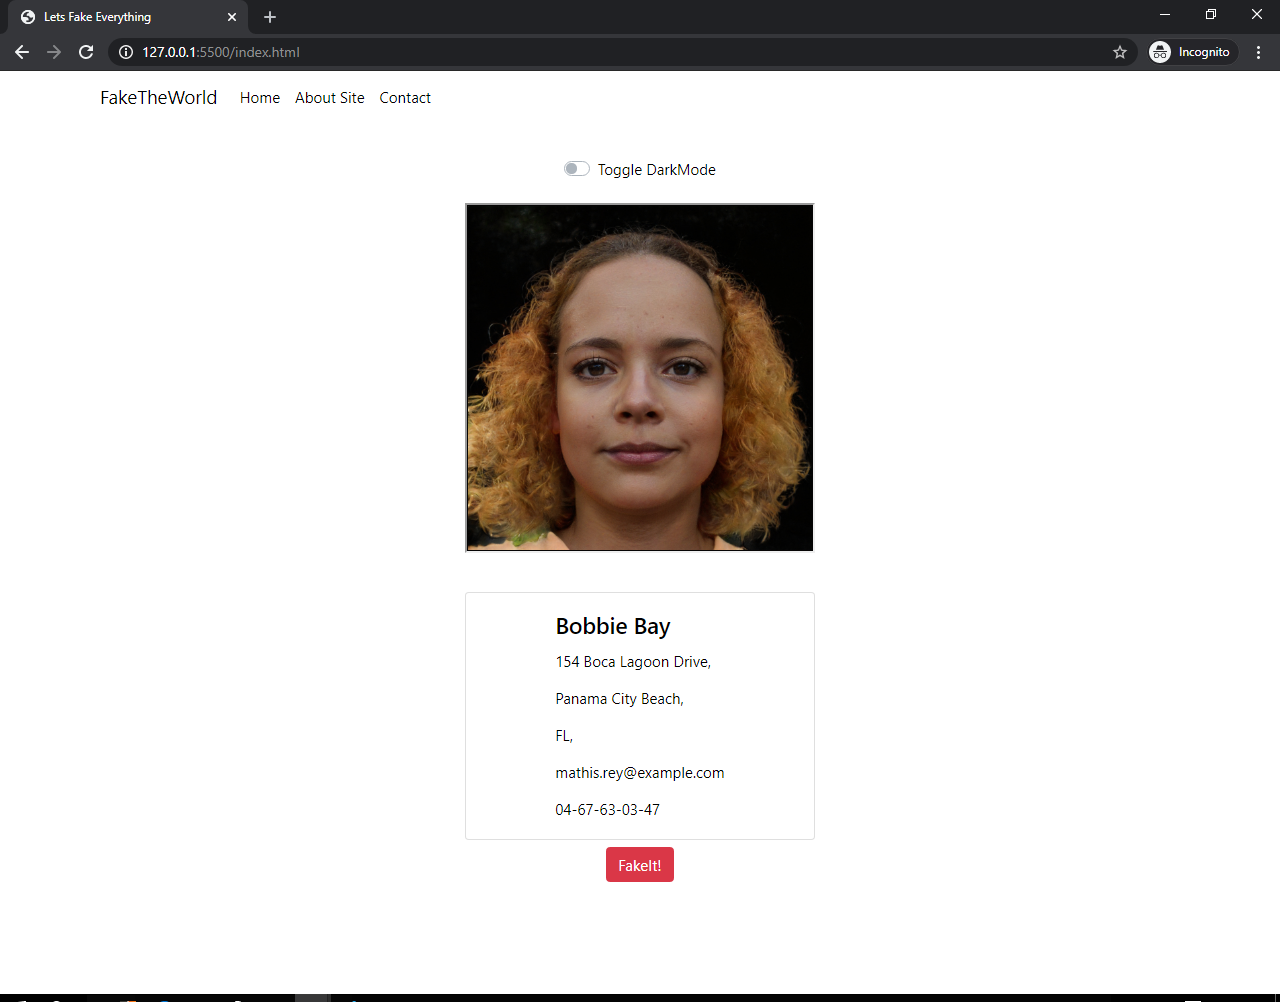 Lets Fake Everything
127.0.0.1:5500/index.html
Incognito
FakeTheWorld Home About Site Contact
Toggle DarkMode
Bobbie Bay
154 Boca Lagoon Drive,
Panama City Beach,
FL,
mathis.rey@example.com
04-67-63-03-47
FakeIt!